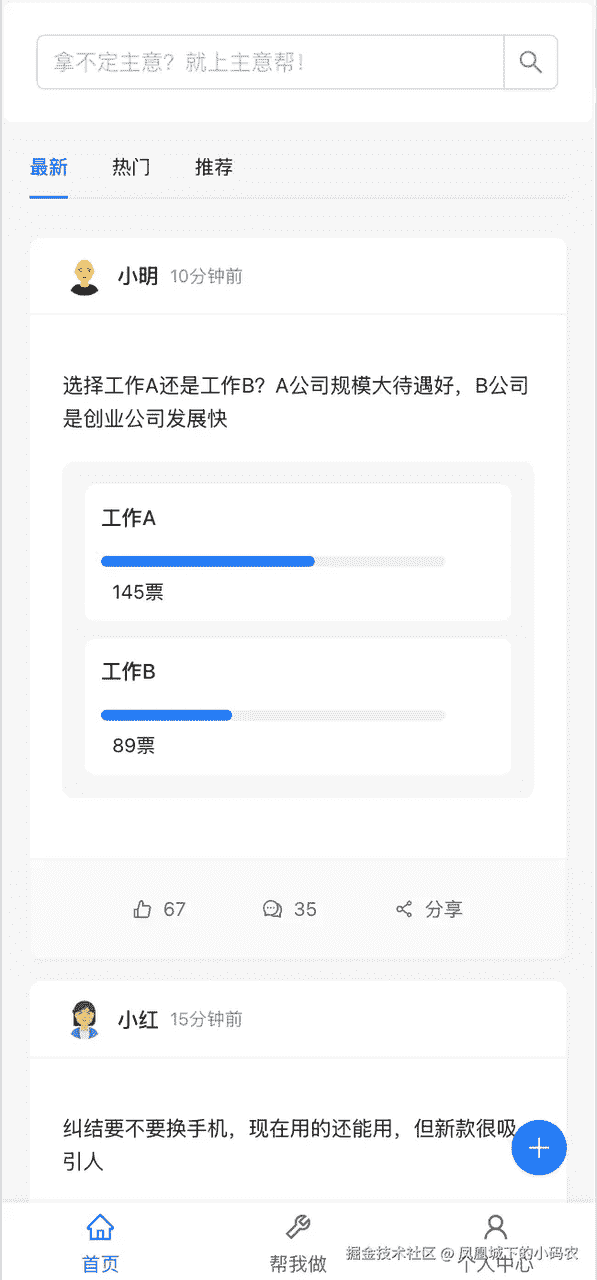 拿不定主意？就上主意帮！
最新 热门 推荐
小明 10分钟前
选择工作A还是工作B？A公司规模大待遇好，B公司
是创业公司发展快
工作A
145票
工作B
89票
67 35 分享
小红 15分钟前
纠结要不要换手机，现在用的还能用，但新款很吸
引人
首页 帮我做 个人中心
掘金技术社区 @ 凤凰城下的小码农